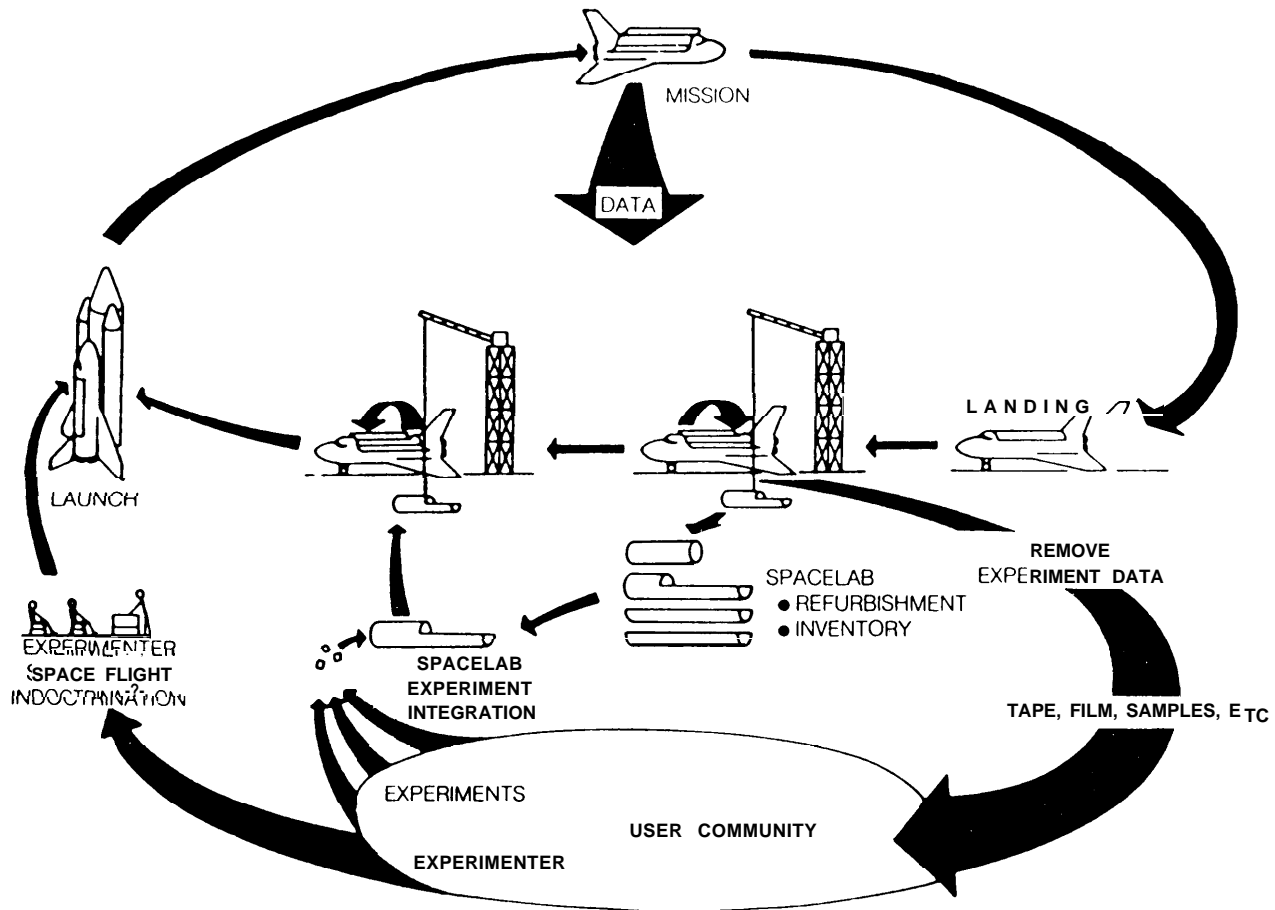 MISSION
DATA
LANDING
LAUNCH
REMOVE
EXPERIMENT DATA
SPACELAB
● REFURBISHMENT
● INVENTORY
EXPERIMENTER
SPACE FLIGHT
INDOCTRINATION
SPACELAB
EXPERIMENT
INTEGRATION
TAPE, FILM, SAMPLES, ETC
EXPERIMENTS
USER COMMUNITY
EXPERIMENTER